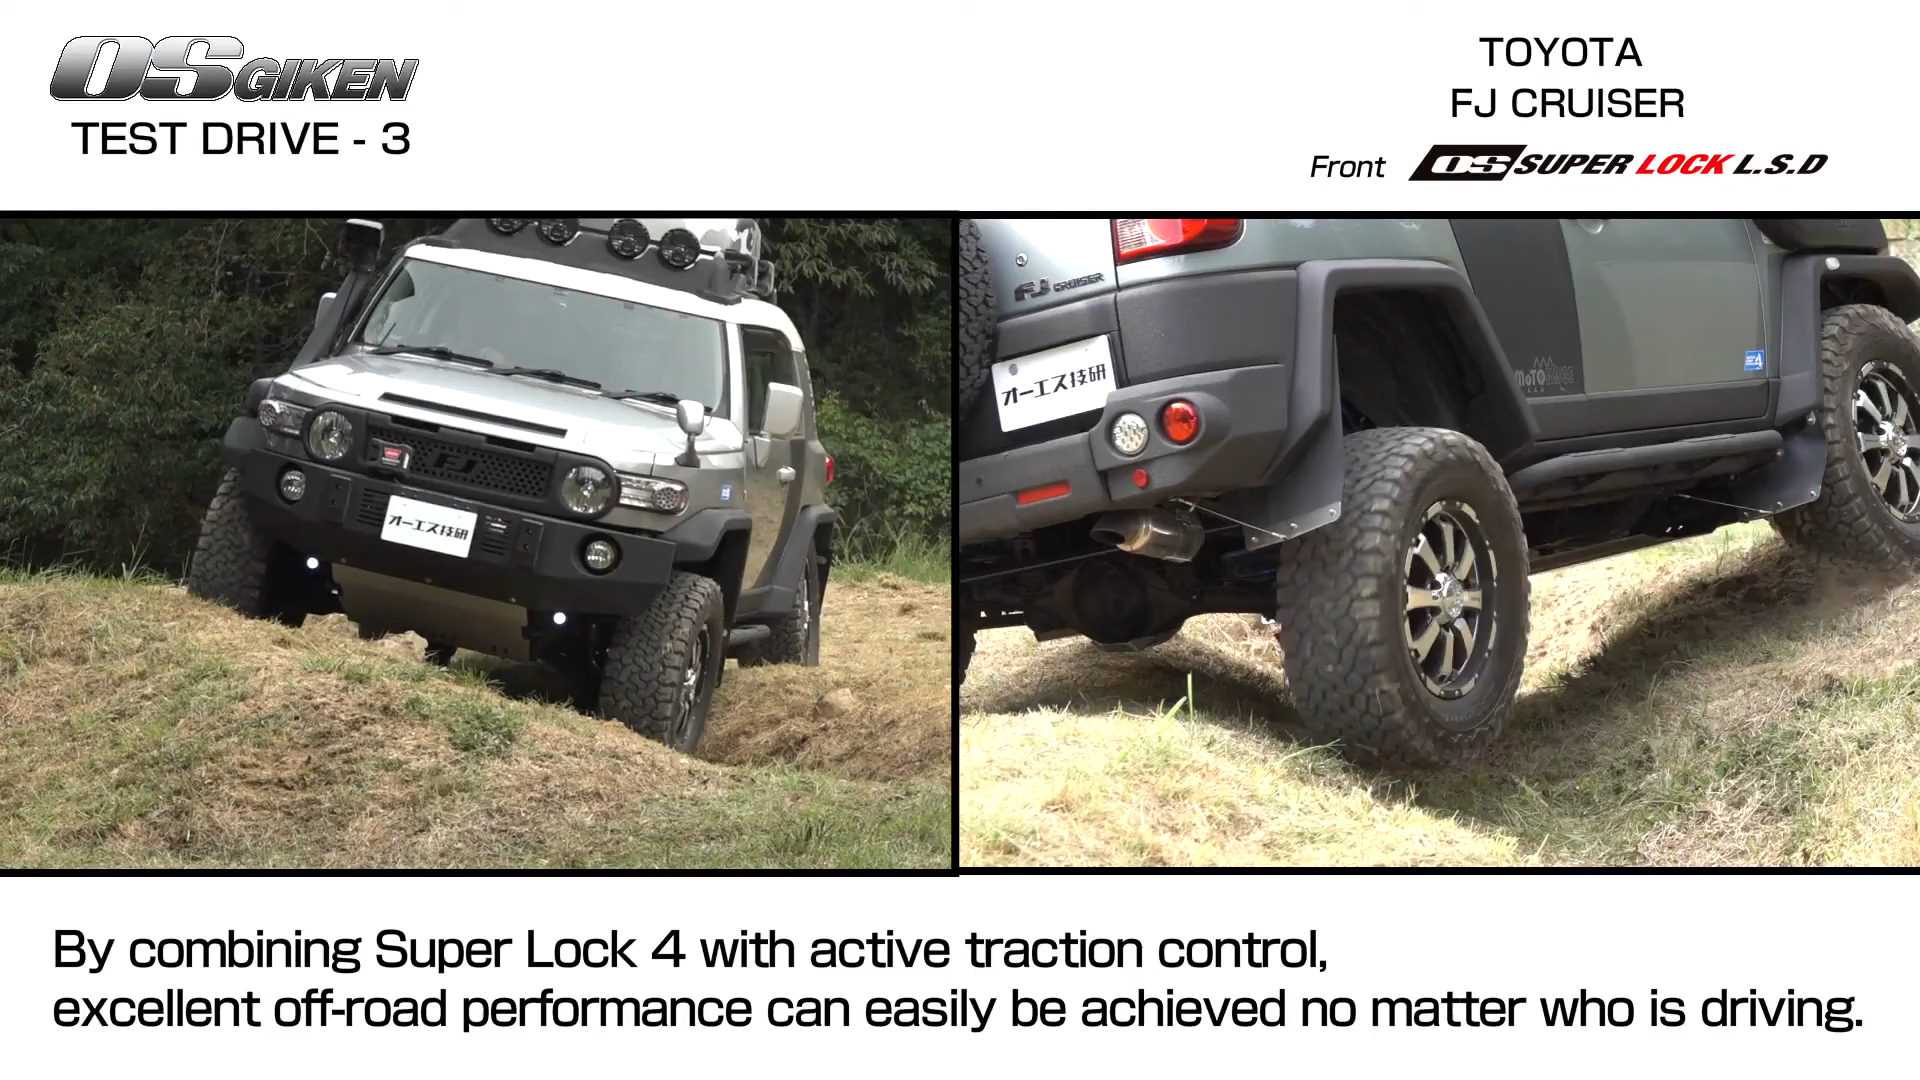 OS GIKEN
TEST DRIVE - 3
TOYOTA
FJ CRUISER
Front OS SUPER LOCK L.S.D
FJ
オーエス技研
FJ CRUISER
オーエス技研
By combining Super Lock 4 with active traction control,
excellent off-road performance can easily be achieved no matter who is driving.